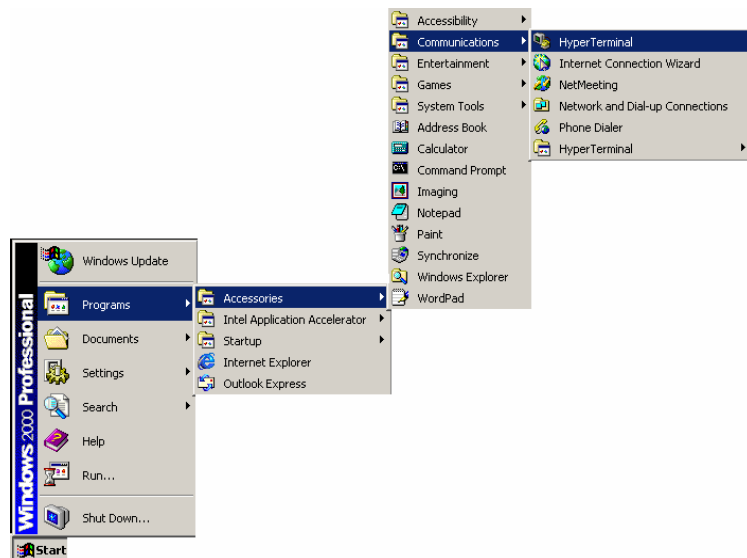 Accessibility
Communications
Entertainment
Games
System Tools
Address Book
Calculator
Command Prompt
Imaging
Notepad
Paint
Synchronize
Windows Explorer
WordPad
HyperTerminal
Internet Connection Wizard
NetMeeting
Network and Dial-up Connections
Phone Dialer
HyperTerminal
Windows 2000 Professional
Windows Update
Programs
Documents
Settings
Search
Help
Run...
Shut Down...
Accessories
Intel Application Accelerator
Startup
Internet Explorer
Outlook Express
Start